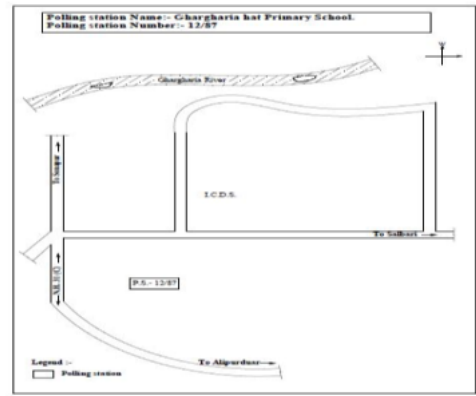 Polling station Name:- Ghargharia hat Primary School.
Polling station Number:- 12/87
N
Ghargharia River
I.C.D.S.
To Salbari
P.S.- 12/87
Legend :-
To Alipurduar
Polling station